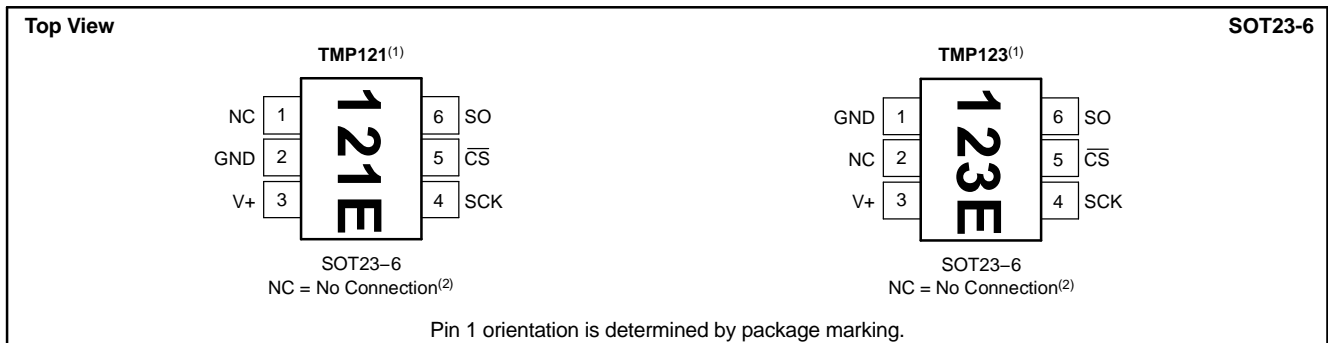 Top View SOT23-6
TMP121(1) TMP123(1)
NC 1 6 SO GND 1 6 SO
GND 2 5 C̅S̅ NC 2 5 C̅S̅
V+ 3 4 SCK V+ 3 4 SCK
121E 123E
SOT23−6 SOT23−6
NC = No Connection(2) NC = No Connection(2)
Pin 1 orientation is determined by package marking.